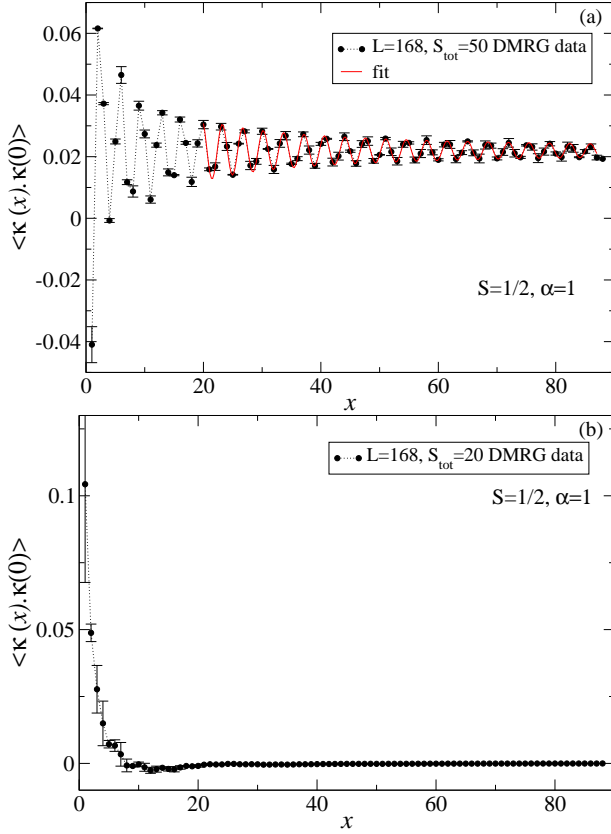 (a)
L=168, S_tot=50 DMRG data
fit
0.06
0.04
0.02
0
-0.02
-0.04
<κ (x).κ(0)>
S=1/2, α=1
0 20 40 60 80
x
(b)
L=168, S_tot=20 DMRG data
S=1/2, α=1
0.1
0.05
0
<κ (x).κ(0)>
0 20 40 60 80
x